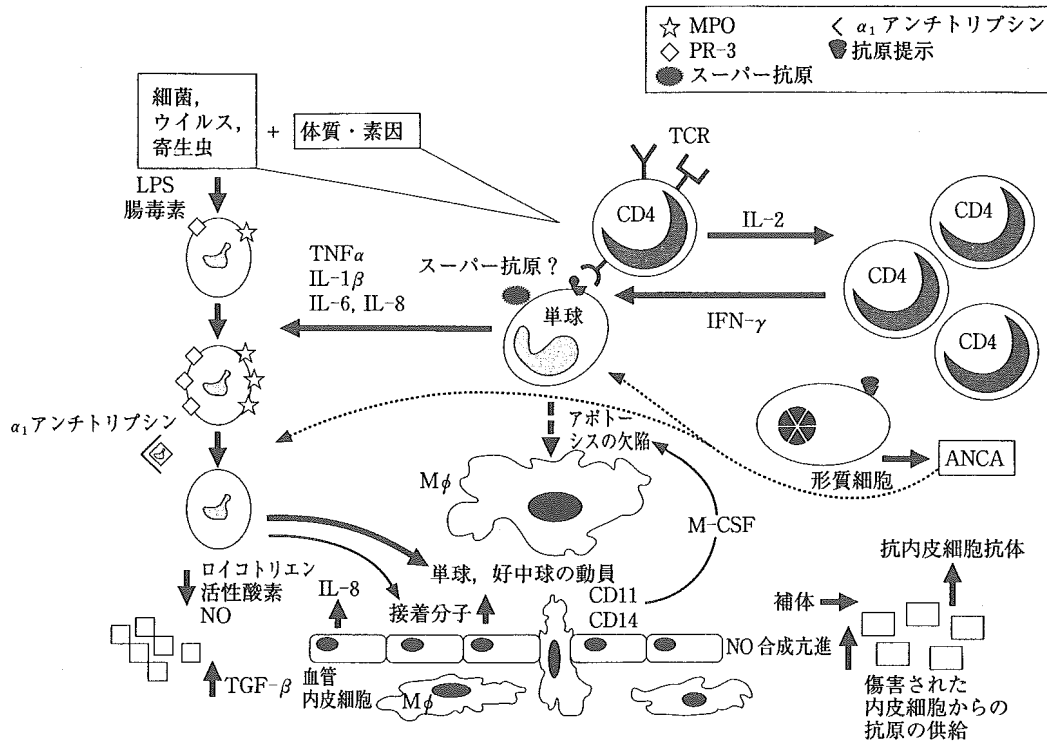 MPO
α₁アンチトリプシン
PR-3
抗原提示
スーパー抗原
細菌,
ウイルス,
寄生虫
+
体質・素因
LPS
腸毒素
TCR
CD4
IL-2
CD4
CD4
CD4
IFN-γ
TNFα
IL-1β
IL-6, IL-8
スーパー抗原？
単球
α₁アンチトリプシン
アポトー
シスの欠陥
形質細胞
ANCA
Mφ
M-CSF
ロイコトリエン
活性酸素
NO
IL-8
単球，好中球の動員
接着分子
CD11
CD14
補体
抗内皮細胞抗体
TGF-β
血管
内皮細胞
Mφ
NO合成亢進
傷害された
内皮細胞からの
抗原の供給